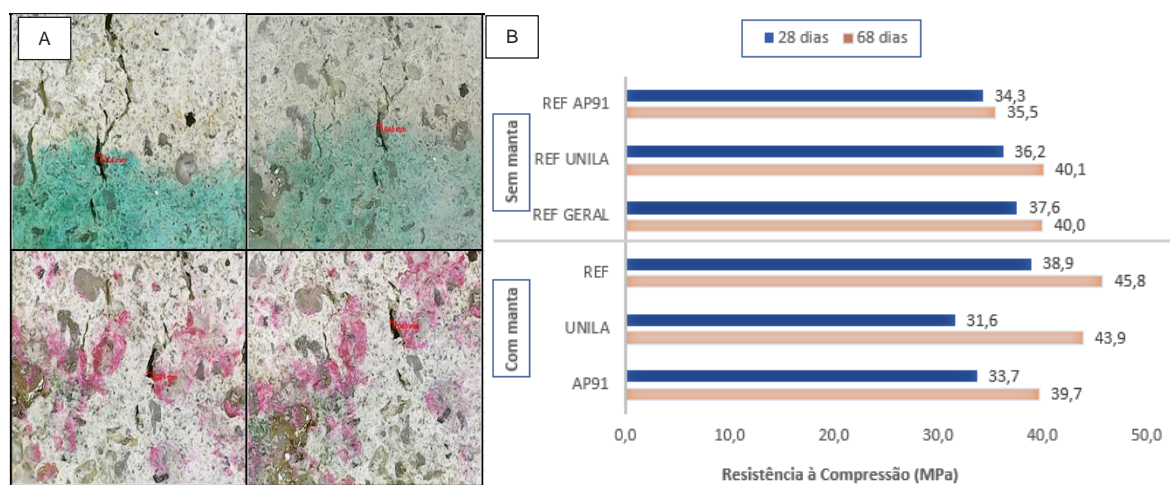 A
B
28 dias
68 dias
Sem manta
REF AP91
34,3
35,5
REF UNILA
36,2
40,1
REF GERAL
37,6
40,0
Com manta
REF
38,9
45,8
UNILA
31,6
43,9
AP91
33,7
39,7
0,0
10,0
20,0
30,0
40,0
50,0
Resistência à Compressão (MPa)